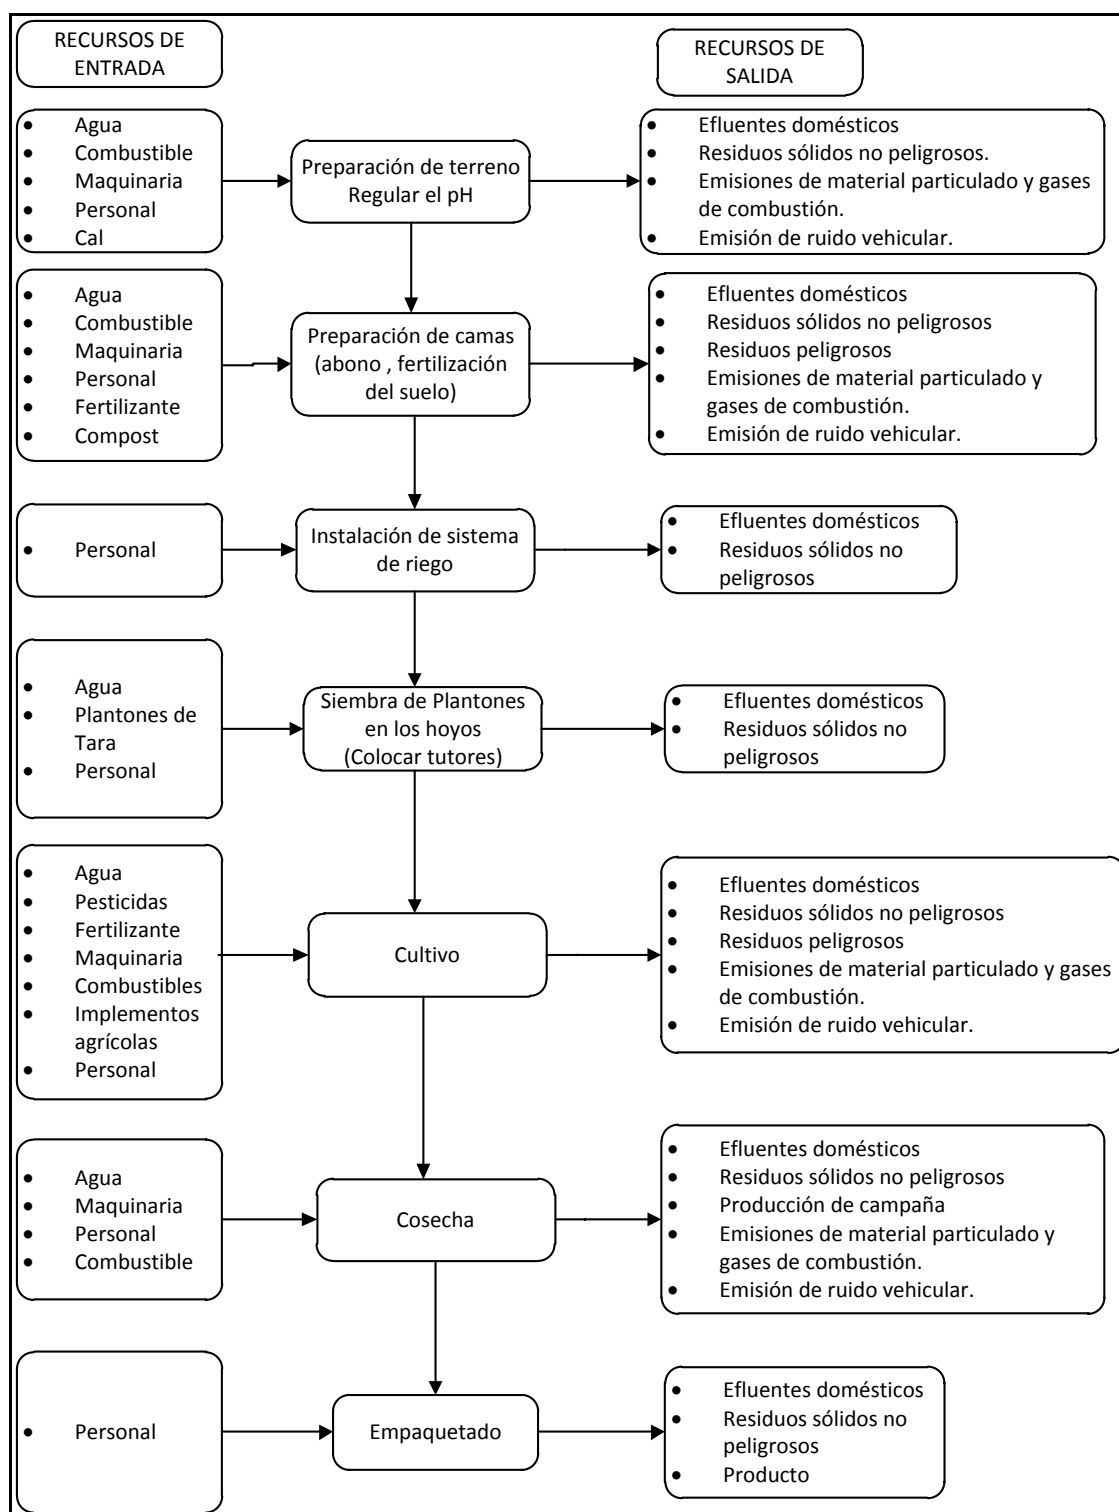 RECURSOS DE
ENTRADA
RECURSOS DE
SALIDA
• Agua
• Combustible
• Maquinaria
• Personal
• Cal
Preparación de terreno
Regular el pH
• Efluentes domésticos
• Residuos sólidos no peligrosos.
• Emisiones de material particulado y gases
de combustión.
• Emisión de ruido vehicular.
• Agua
• Combustible
• Maquinaria
• Personal
• Fertilizante
• Compost
Preparación de camas
(abono , fertilización
del suelo)
• Efluentes domésticos
• Residuos sólidos no peligrosos
• Residuos peligrosos
• Emisiones de material particulado y
gases de combustión.
• Emisión de ruido vehicular.
• Personal
Instalación de sistema
de riego
• Efluentes domésticos
• Residuos sólidos no
peligrosos
• Agua
• Plantones de
Tara
• Personal
Siembra de Plantones
en los hoyos
(Colocar tutores)
• Efluentes domésticos
• Residuos sólidos no
peligrosos
• Agua
• Pesticidas
• Fertilizante
• Maquinaria
• Combustibles
• Implementos
agrícolas
• Personal
Cultivo
• Efluentes domésticos
• Residuos sólidos no peligrosos
• Residuos peligrosos
• Emisiones de material particulado y gases
de combustión.
• Emisión de ruido vehicular.
• Agua
• Maquinaria
• Personal
• Combustible
Cosecha
• Efluentes domésticos
• Residuos sólidos no peligrosos
• Producción de campaña
• Emisiones de material particulado y
gases de combustión.
• Emisión de ruido vehicular.
• Personal
Empaquetado
• Efluentes domésticos
• Residuos sólidos no
peligrosos
• Producto